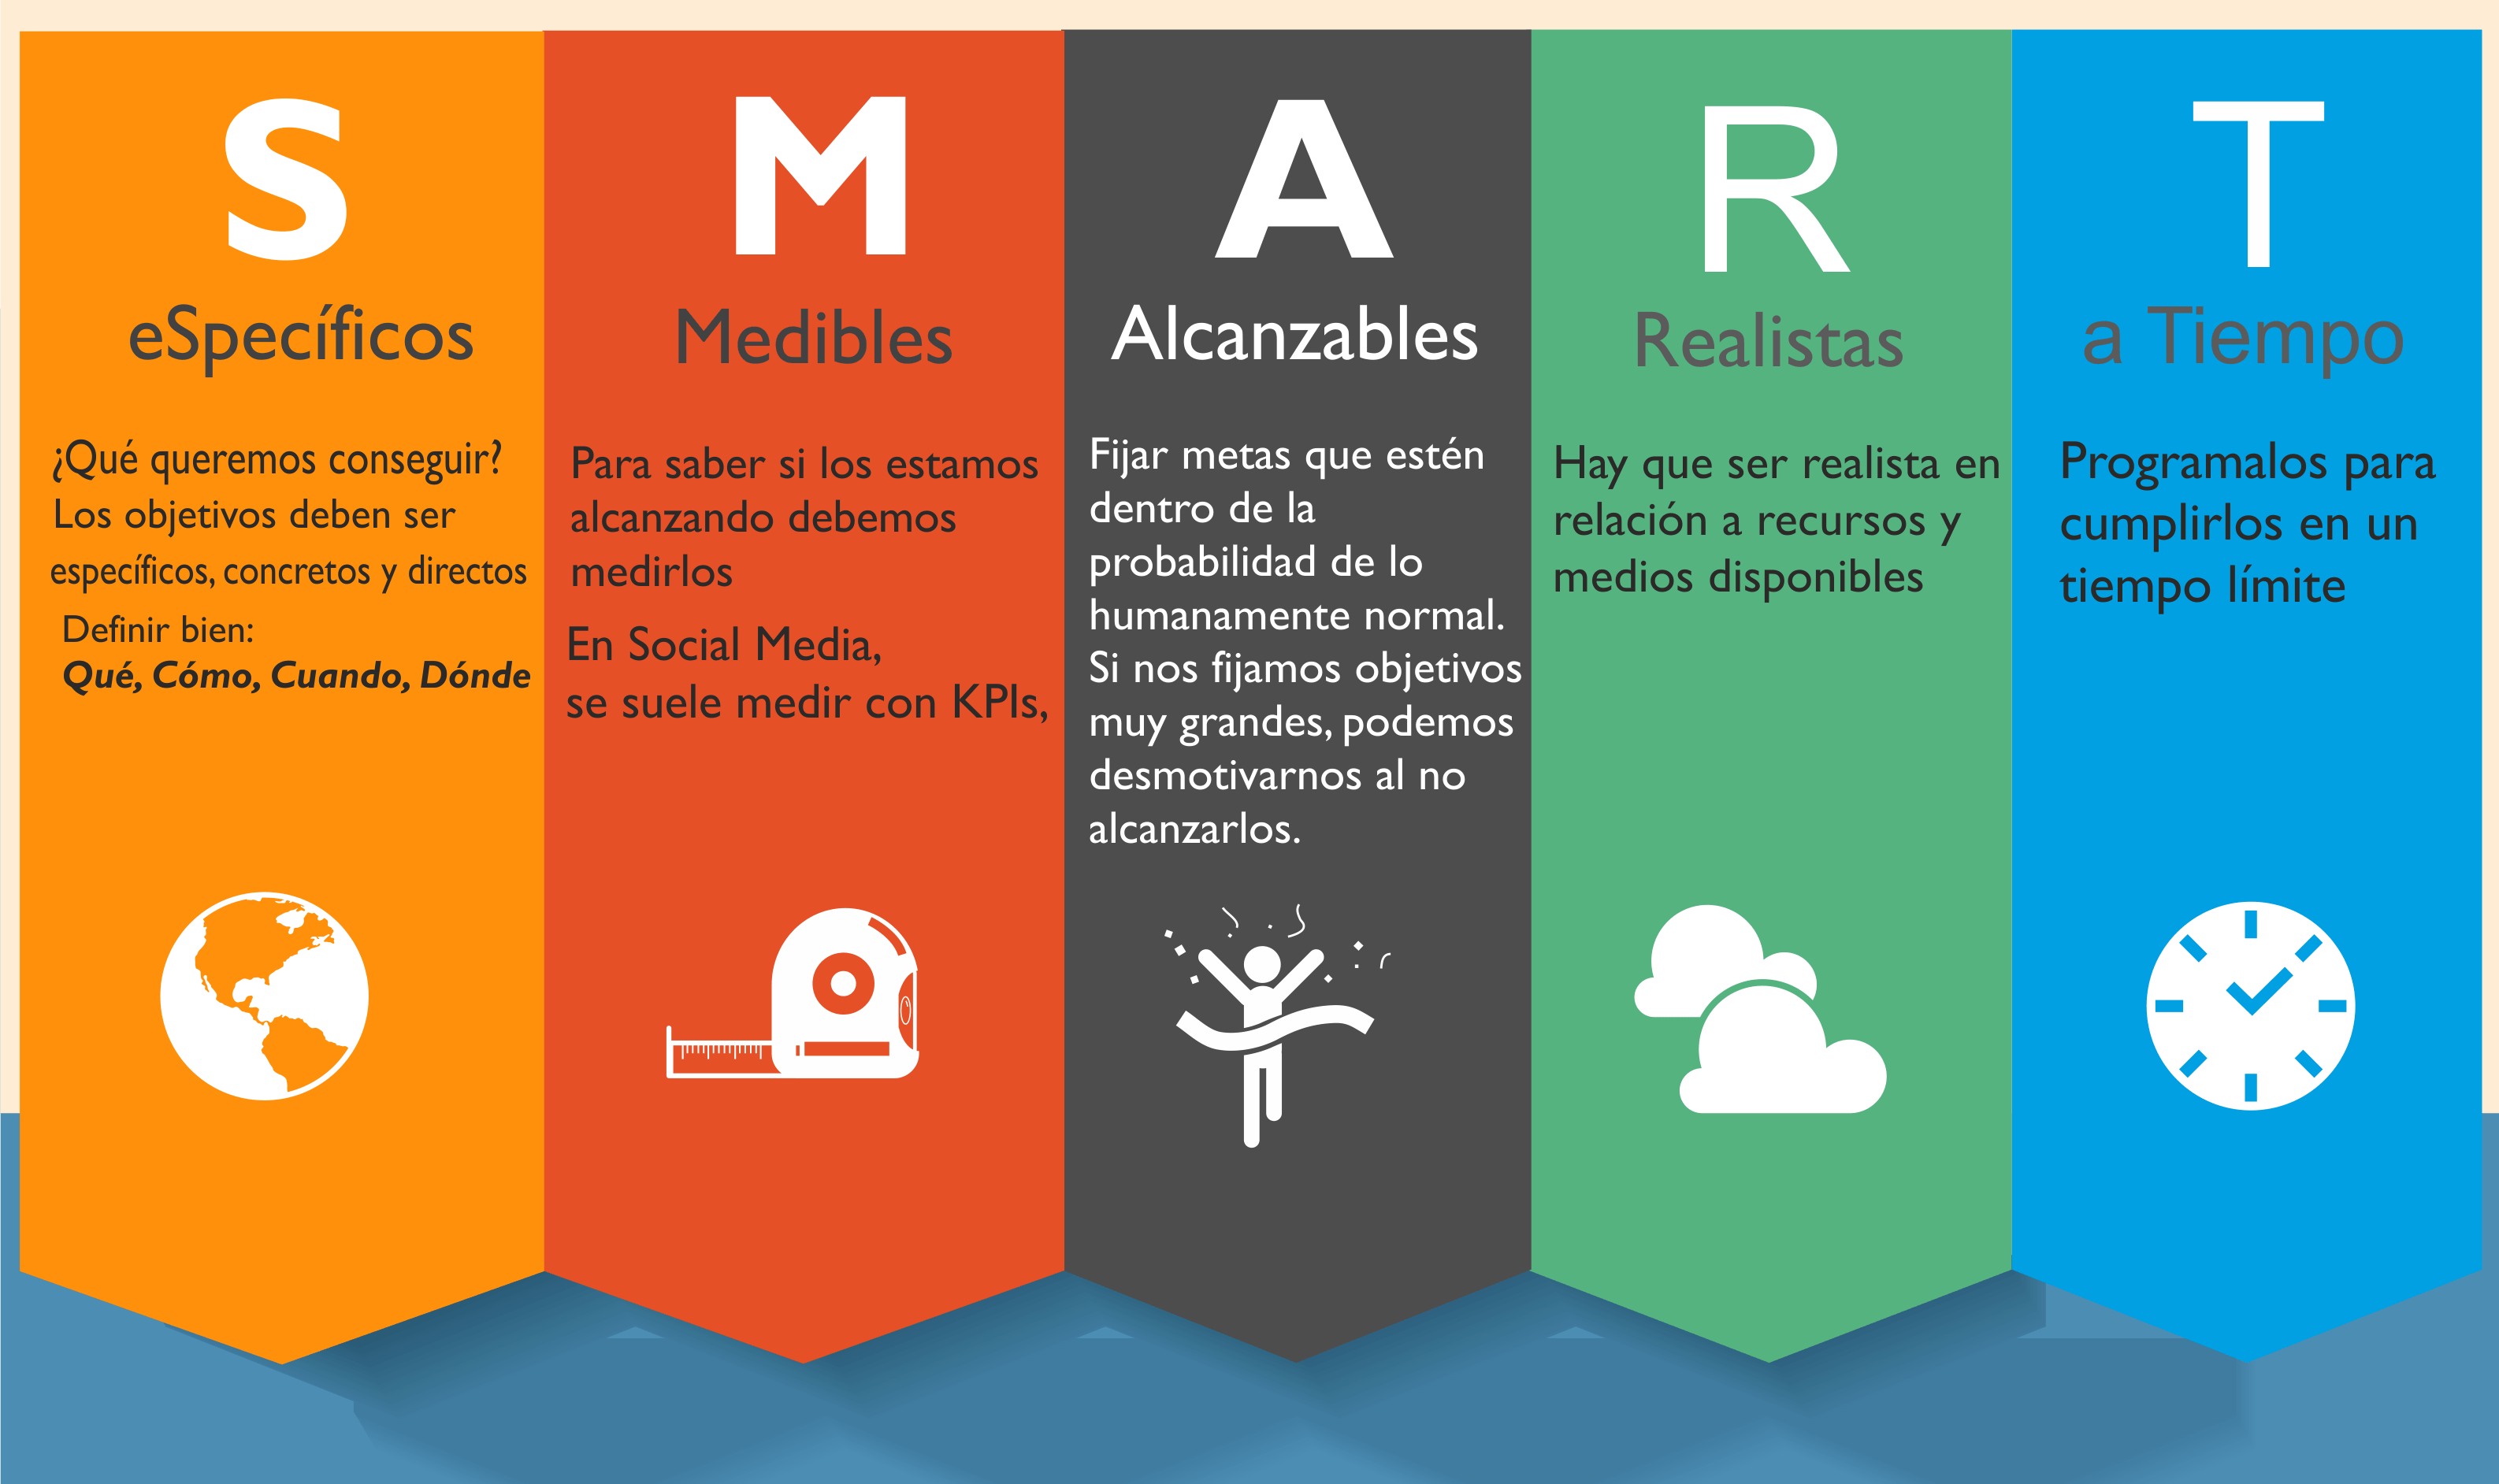 S
eSpecíficos
¿Qué queremos conseguir?
Los objetivos deben ser
específicos, concretos y directos
Definir bien:
Qué, Cómo, Cuando, Dónde
M
Medibles
Para saber si los estamos
alcanzando debemos
medirlos
En Social Media,
se suele medir con KPIs,
A
Alcanzables
Fijar metas que estén
dentro de la
probabilidad de lo
humanamente normal.
Si nos fijamos objetivos
muy grandes, podemos
desmotivarnos al no
alcanzarlos.
R
Realistas
Hay que ser realista en
relación a recursos y
medios disponibles
T
a Tiempo
Programalos para
cumplirlos en un
tiempo límite